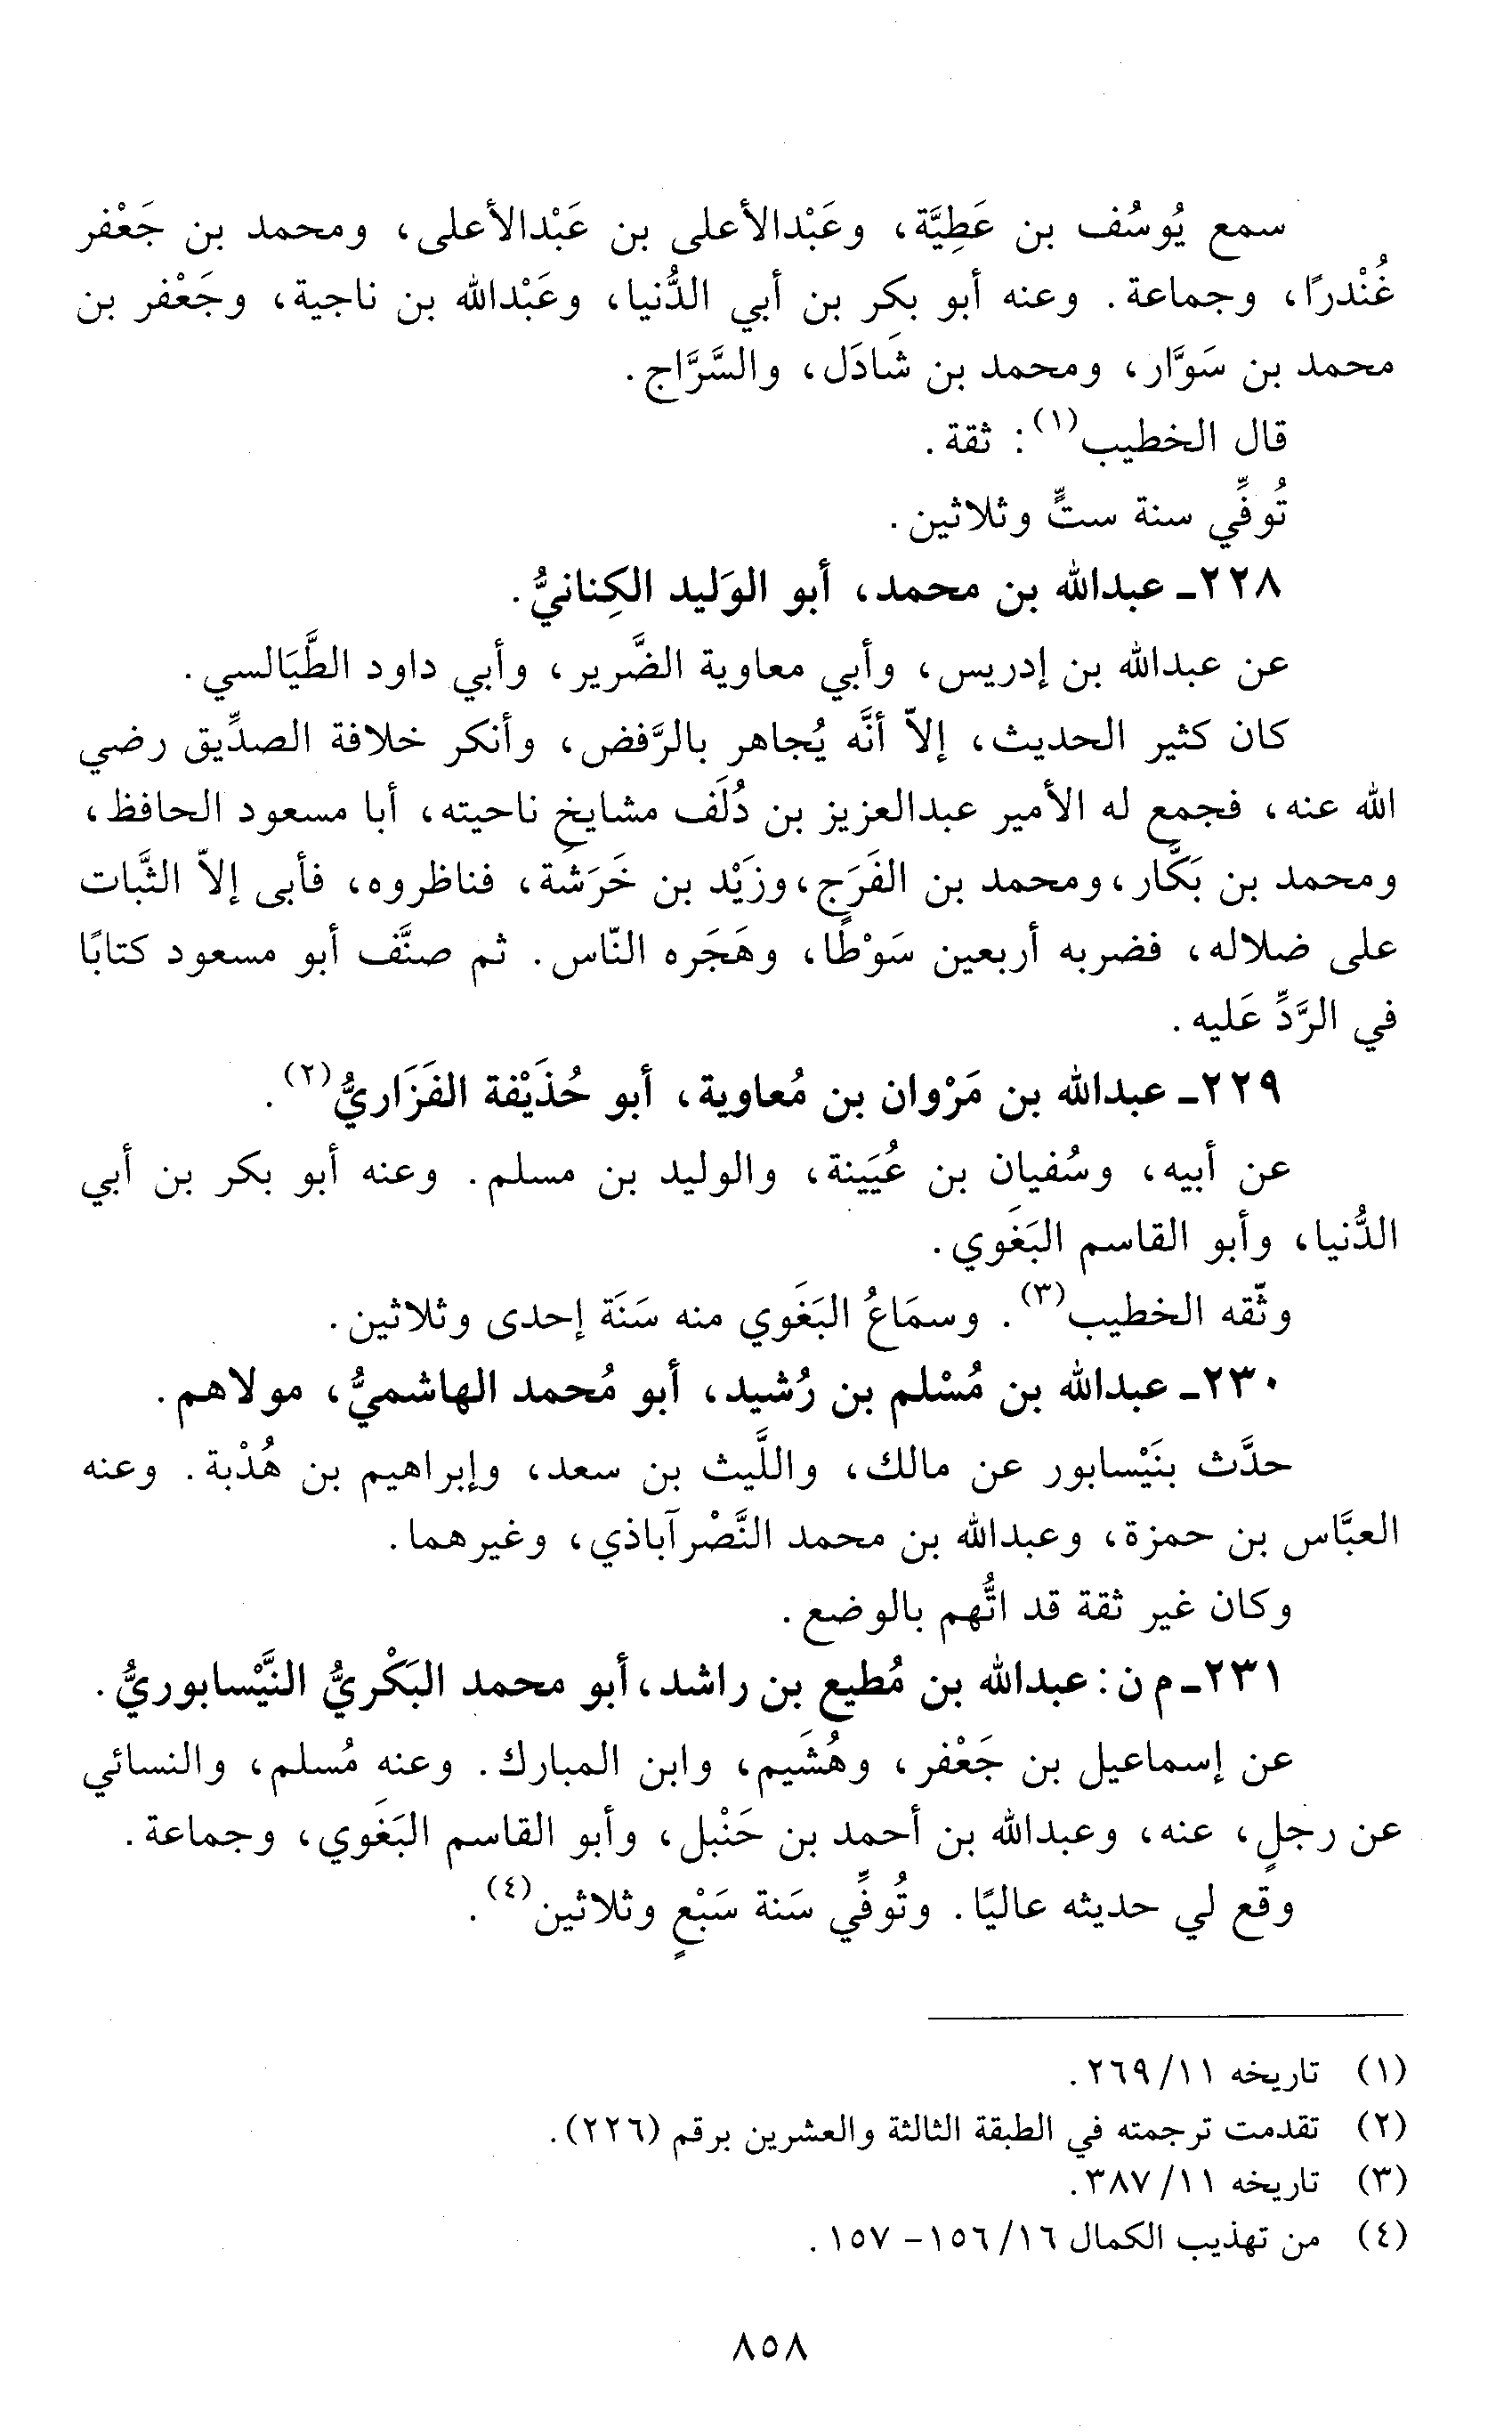 سمع يُوسُف بن عَطِيَّة، وعَبْدالأعلى بن عَبْدالأعلى، ومحمد بن جَعْفر
غُنْدرًا، وجماعة. وعنه أبو بكر بن أبي الدُّنيا، وعَبْدالله بن ناجية، وجَعْفر بن
محمد بن سَوَّار، ومحمد بن شَادَل، والسَّرَّاج.
قال الخطيب(١): ثقة.
تُوفِّي سنة ستٍّ وثلاثين.
٢٢٨ـ عبدالله بن محمد، أبو الوَليد الكِنانيُّ.
عن عبدالله بن إدريس، وأبي معاوية الضَّرير، وأبي داود الطَّيَالسي.
كان كثير الحديث، إلاّ أنَّه يُجاهر بالرَّفض، وأنكر خلافة الصدِّيق رضي
الله عنه، فجمع له الأمير عبدالعزيز بن دُلَف مشايخِ ناحيته، أبا مسعود الحافظ،
ومحمد بن بَكَّار، ومحمد بن الفَرَج، وزَيْد بن خَرَشَة، فناظروه، فأبى إلاّ الثَّبات
على ضلاله، فضربه أربعين سَوْطًا، وهَجَره النّاس. ثم صنَّف أبو مسعود كتابًا
في الرَّدِّ عَليه.
٢٢٩ـ عبدالله بن مَرْوان بن مُعاوية، أبو حُذَيْفة الفَزَاريُّ(٢).
عن أبيه، وسُفيان بن عُيَينة، والوليد بن مسلم. وعنه أبو بكر بن أبي
الدُّنيا، وأبو القاسم البَغَوي.
وثّقه الخطيب(٣). وسمَاعُ البَغَوي منه سَنَة إحدى وثلاثين.
٢٣٠ـ عبدالله بن مُسْلم بن رُشيد، أبو مُحمد الهاشميُّ، مولاهم.
حدَّث بنَيْسابور عن مالك، واللَّيث بن سعد، وإبراهيم بن هُدْبة. وعنه
العبَّاس بن حمزة، وعبدالله بن محمد النَّصْرآباذي، وغيرهما.
وكان غير ثقة قد اتُّهم بالوضع.
٢٣١ـ م ن: عبدالله بن مُطيع بن راشد، أبو محمد البَكْريُّ النَّيْسابوريُّ.
عن إسماعيل بن جَعْفر، وهُشَيم، وابن المبارك. وعنه مُسلم، والنسائي
عن رجلٍ، عنه، وعبدالله بن أحمد بن حَنْبل، وأبو القاسم البَغَوي، وجماعة.
وقع لي حديثه عاليًا. وتُوفِّي سَنة سَبْعٍ وثلاثين(٤).
(١) تاريخه ١١/ ٢٦٩.
(٢) تقدمت ترجمته في الطبقة الثالثة والعشرين برقم (٢٢٦).
(٣) تاريخه ١١/ ٣٨٧.
(٤) من تهذيب الكمال ١٦/ ١٥٦ - ١٥٧.
٨٥٨